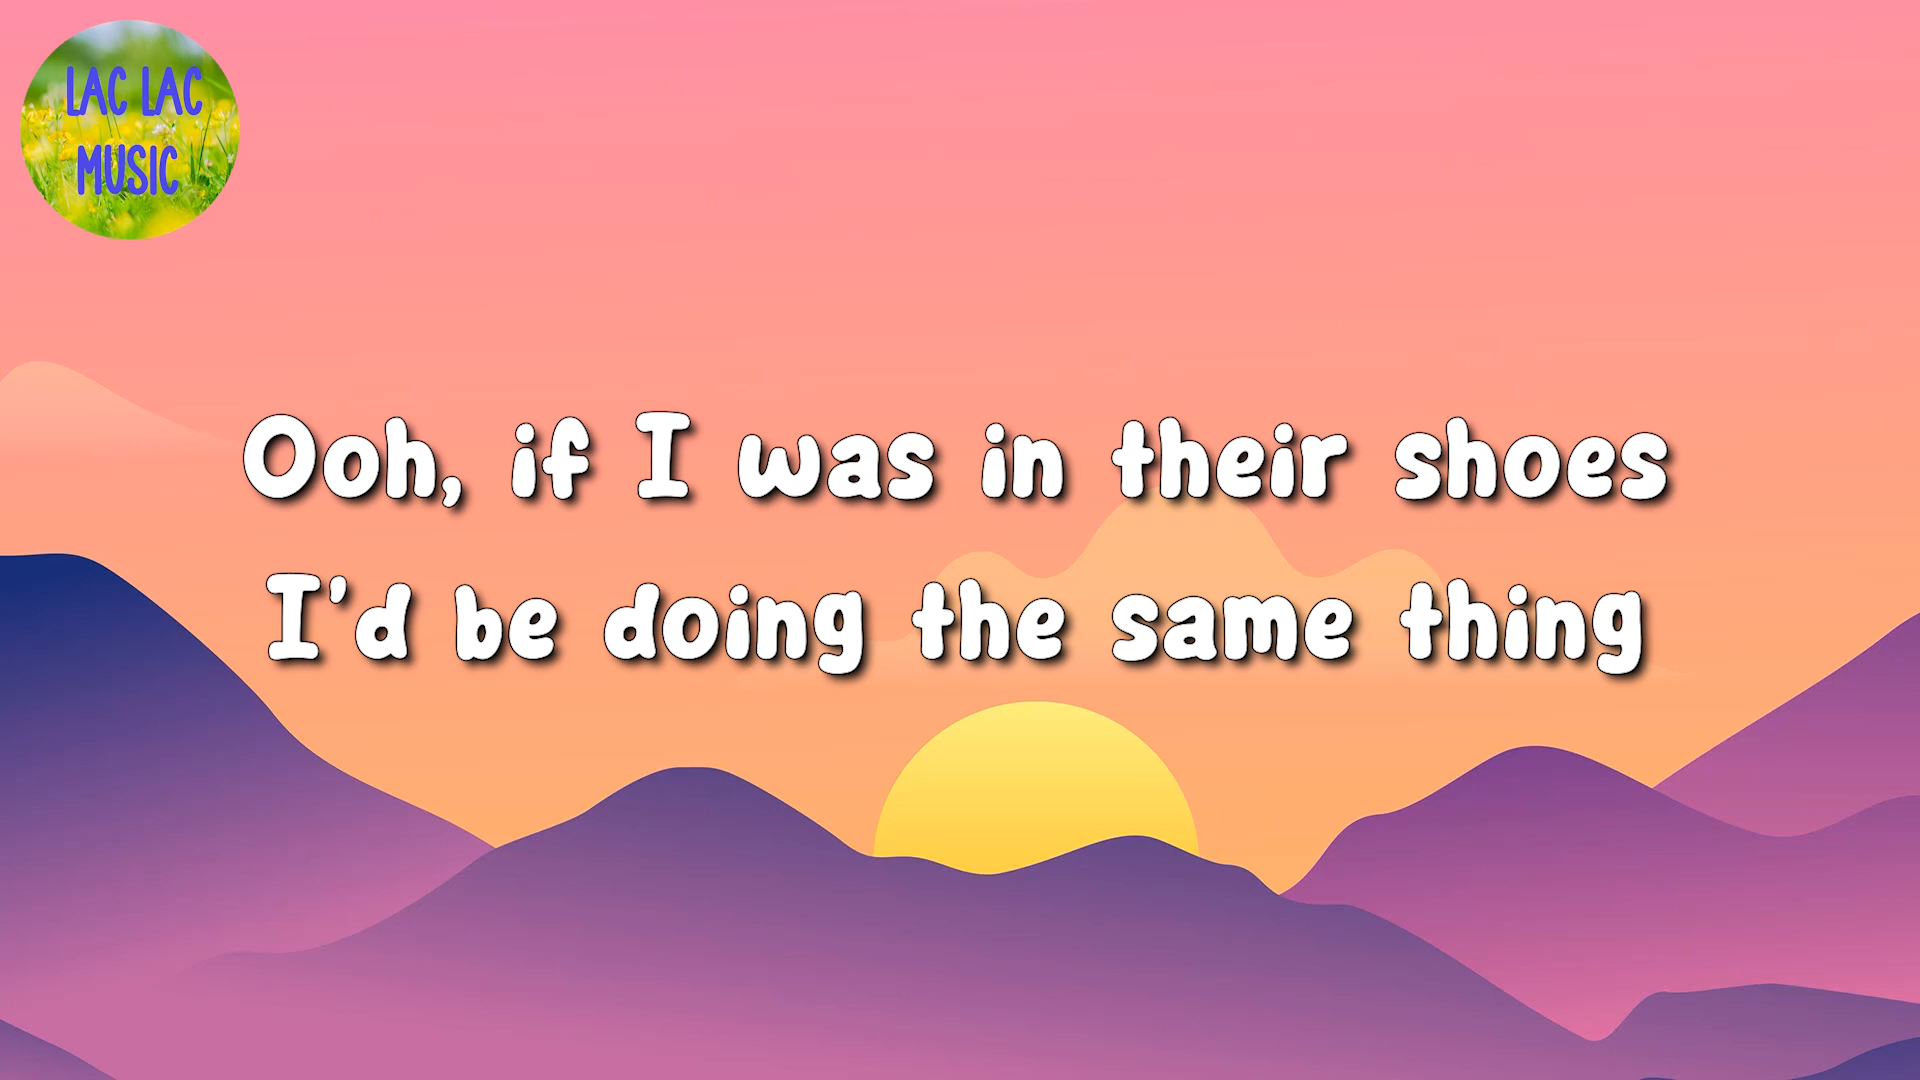 LAC LAC
MUSIC
Ooh, if I was in their shoes
I'd be doing the same thing